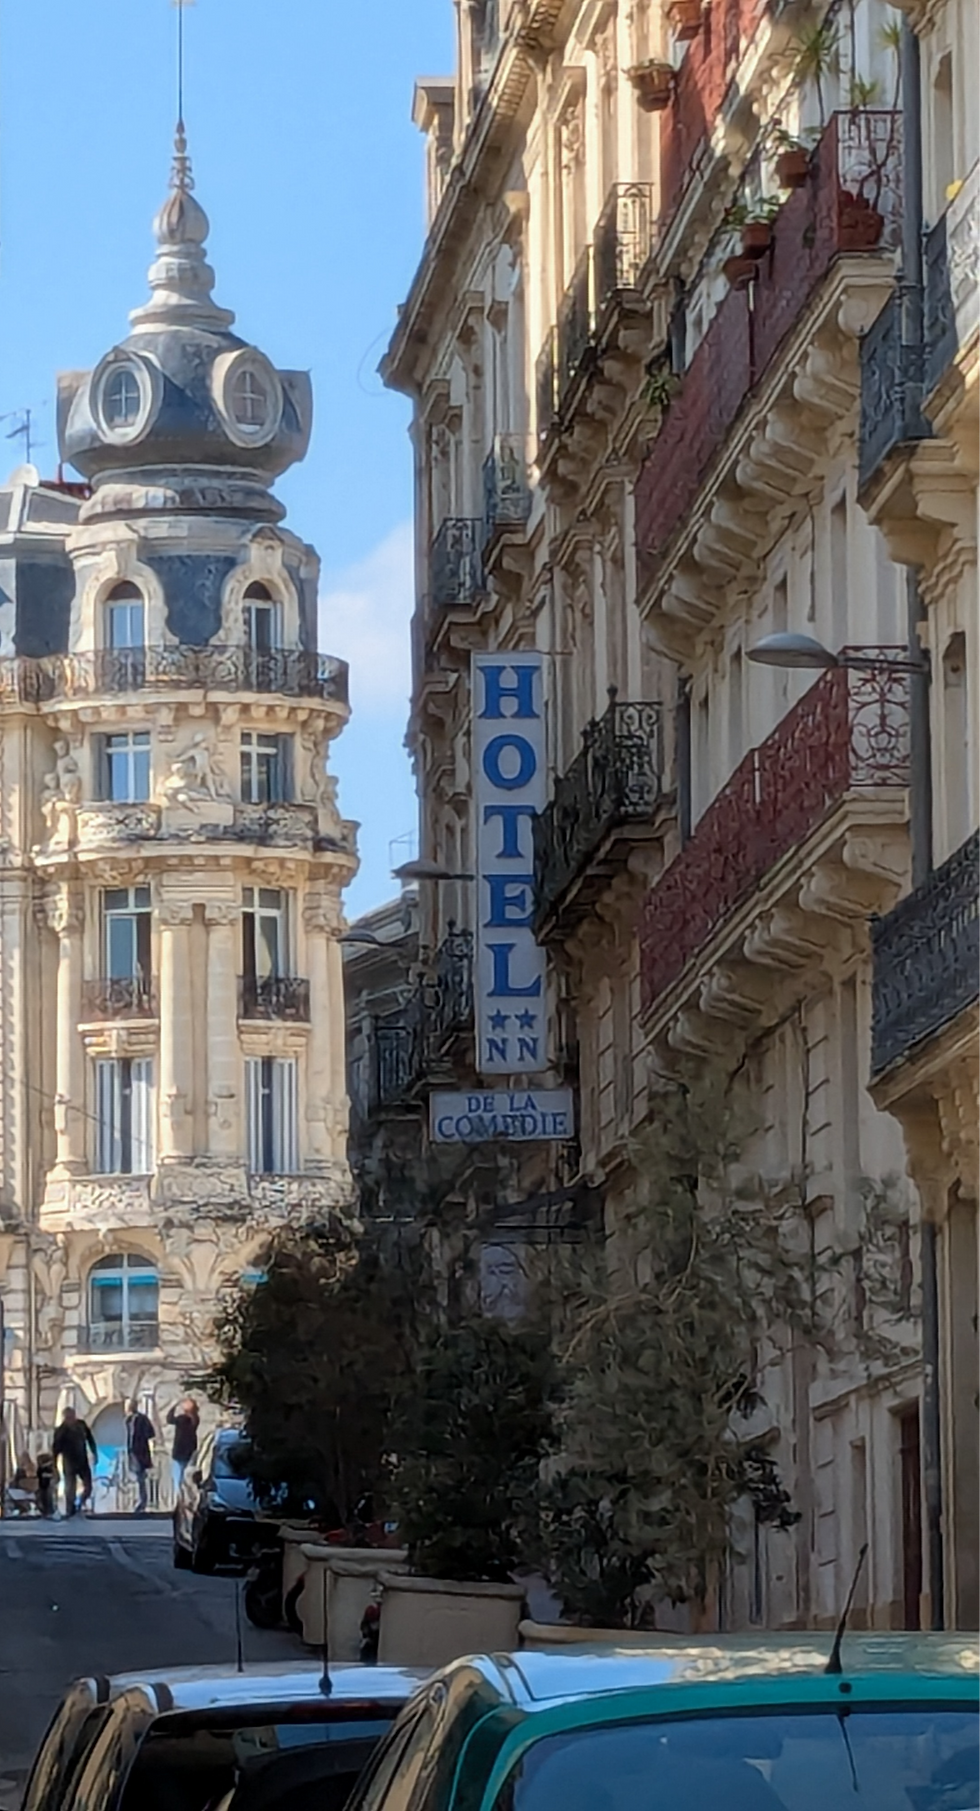 HOTEL
★★
NN
DE LA
COMEDIE